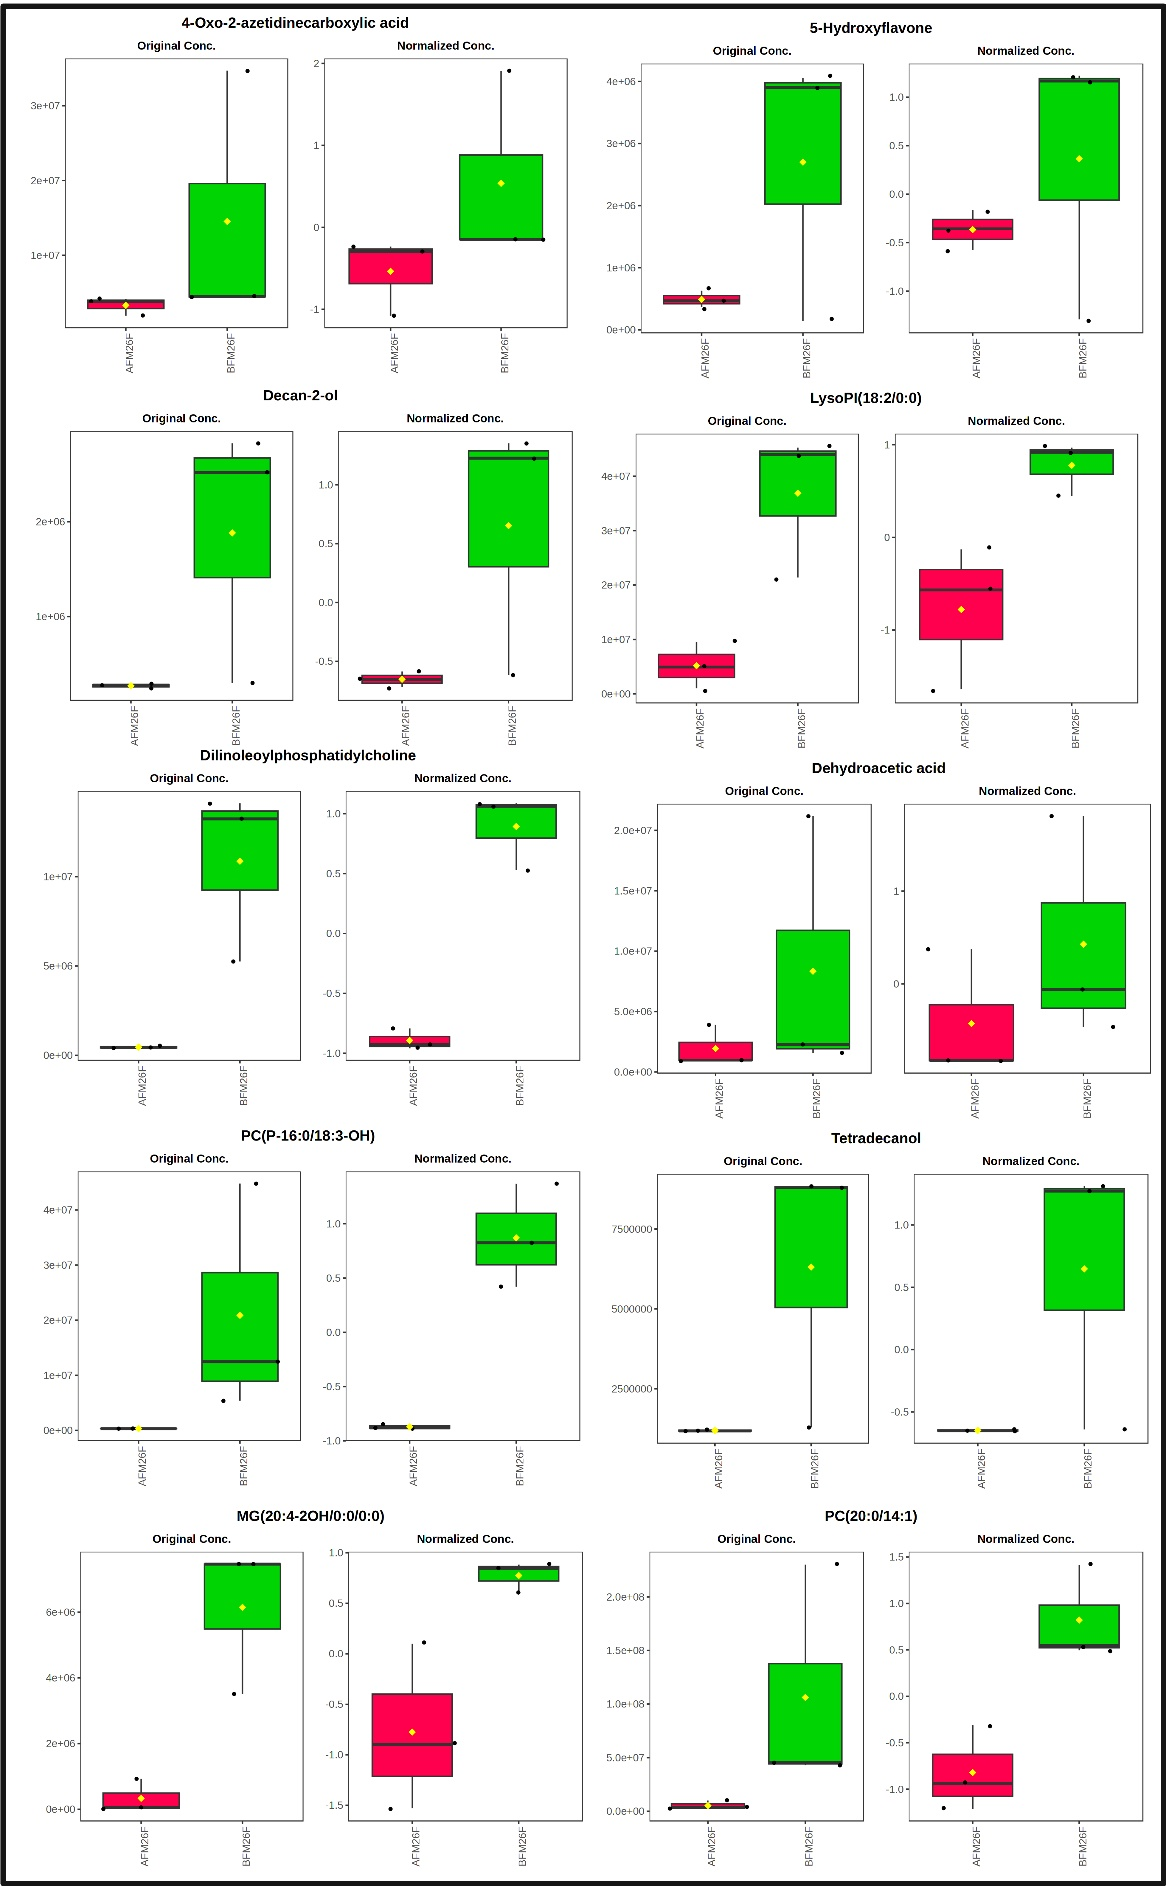 4-Oxo-2-azetidinecarboxylic acid
Original Conc.
Normalized Conc.
3e+07
2e+07
1e+07
2
1
0
-1
AFM26F
BFM26F
AFM26F
BFM26F
5-Hydroxyflavone
Original Conc.
Normalized Conc.
4e+06
3e+06
2e+06
1e+06
0e+00
1.0
0.5
0.0
-0.5
-1.0
AFM26F
BFM26F
AFM26F
BFM26F
Decan-2-ol
Original Conc.
Normalized Conc.
2e+06
1e+06
1.0
0.5
0.0
-0.5
AFM26F
BFM26F
AFM26F
BFM26F
LysoPI(18:2/0:0)
Original Conc.
Normalized Conc.
4e+07
3e+07
2e+07
1e+07
0e+00
1
0
-1
AFM26F
BFM26F
AFM26F
BFM26F
Dilinoleoylphosphatidylcholine
Original Conc.
Normalized Conc.
1e+07
5e+06
0e+00
1.0
0.5
0.0
-0.5
-1.0
AFM26F
BFM26F
AFM26F
BFM26F
Dehydroacetic acid
Original Conc.
Normalized Conc.
2.0e+07
1.5e+07
1.0e+07
5.0e+06
0.0e+00
1
0
AFM26F
BFM26F
AFM26F
BFM26F
PC(P-16:0/18:3-OH)
Original Conc.
Normalized Conc.
4e+07
3e+07
2e+07
1e+07
0e+00
1.0
0.5
0.0
-0.5
-1.0
AFM26F
BFM26F
AFM26F
BFM26F
Tetradecanol
Original Conc.
Normalized Conc.
7500000
5000000
2500000
1.0
0.5
0.0
-0.5
AFM26F
BFM26F
AFM26F
BFM26F
MG(20:4-2OH/0:0/0:0)
Original Conc.
Normalized Conc.
6e+06
4e+06
2e+06
0e+00
1.0
0.5
0.0
-0.5
-1.0
-1.5
AFM26F
BFM26F
AFM26F
BFM26F
PC(20:0/14:1)
Original Conc.
Normalized Conc.
2.0e+08
1.5e+08
1.0e+08
5.0e+07
0.0e+00
1.5
1.0
0.5
0.0
-0.5
-1.0
AFM26F
BFM26F
AFM26F
BFM26F